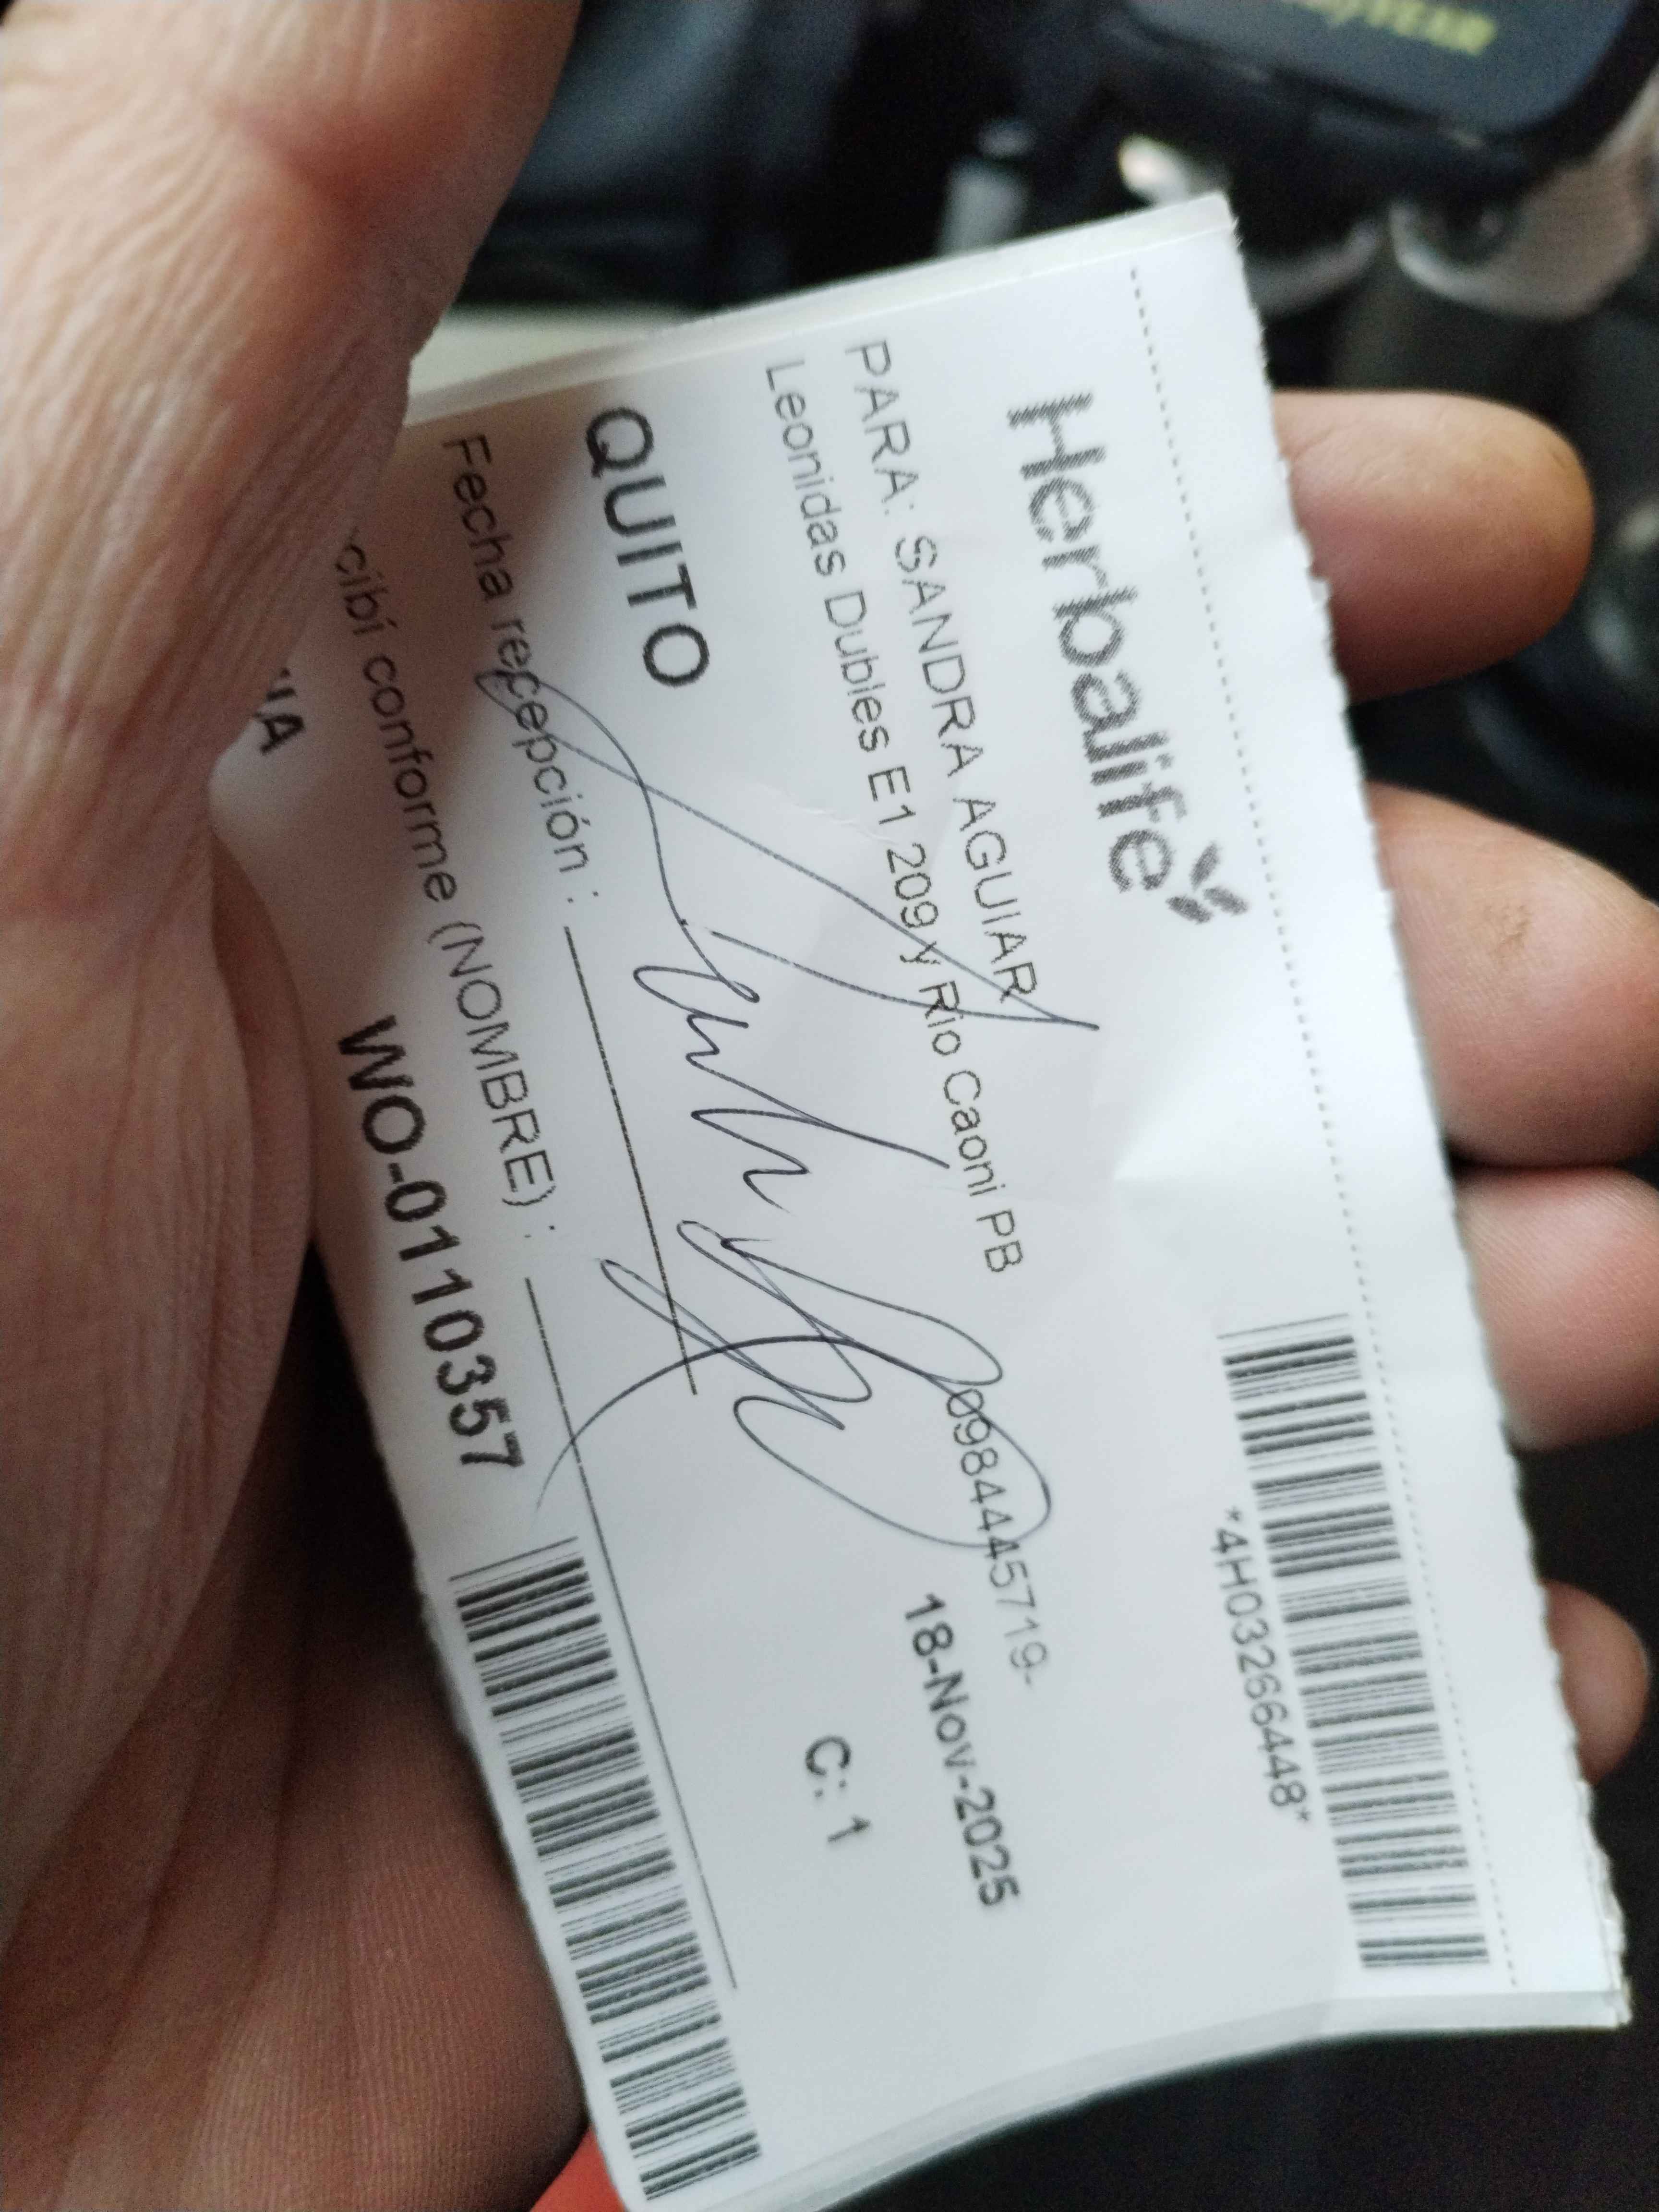 Herbalife
*4H03266448*
PARA: SANDRA AGUIAR
Leonidas Dubles E1 209 y Rio Caoni PB 0984445719-
18-Nov-2025
QUITO
C: 1
Fecha recepción :
cibí conforme (NOMBRE) :
WO-0110357